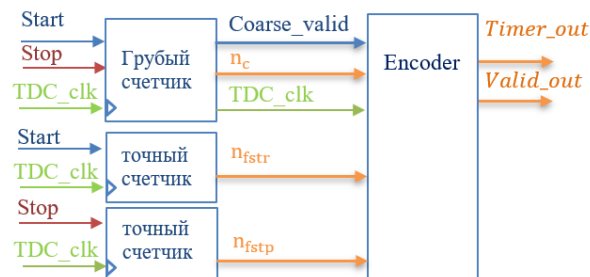 Start
Stop
TDC_clk
Грубый
счетчик
Coarse_valid
n_c
TDC_clk
Encoder
Timer_out
Valid_out
Start
TDC_clk
точный
счетчик
n_fstr
Stop
TDC_clk
точный
счетчик
n_fstp